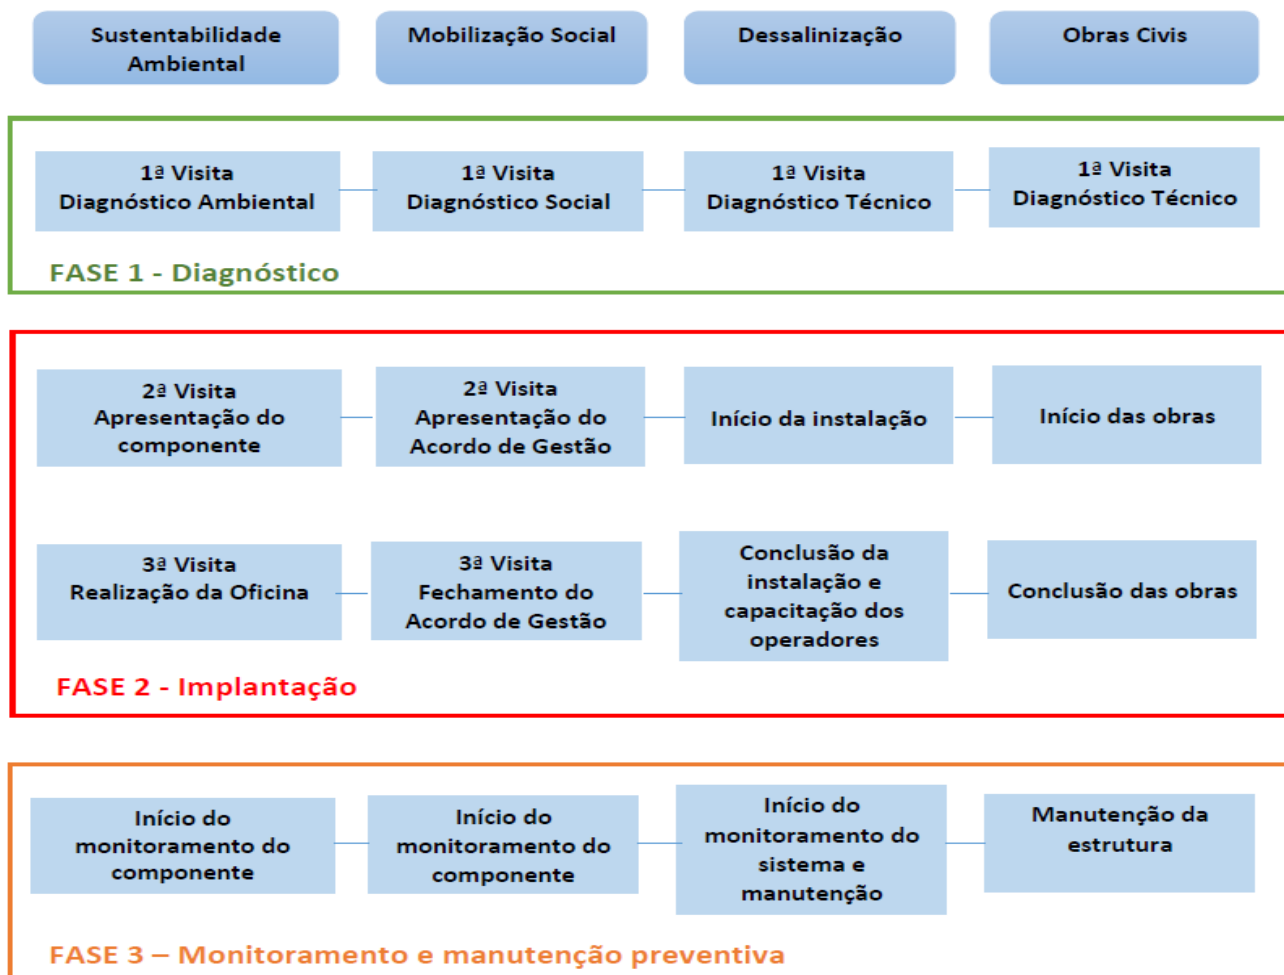 Sustentabilidade
Ambiental
Mobilização Social
Dessalinização
Obras Civis
1ª Visita
Diagnóstico Ambiental
1ª Visita
Diagnóstico Social
1ª Visita
Diagnóstico Técnico
1ª Visita
Diagnóstico Técnico
FASE 1 - Diagnóstico
2ª Visita
Apresentação do
componente
2ª Visita
Apresentação do
Acordo de Gestão
Início da instalação
Início das obras
3ª Visita
Realização da Oficina
3ª Visita
Fechamento do
Acordo de Gestão
Conclusão da
instalação e
capacitação dos
operadores
Conclusão das obras
FASE 2 - Implantação
Início do
monitoramento do
componente
Início do
monitoramento do
componente
Início do
monitoramento do
sistema e
manutenção
Manutenção da
estrutura
FASE 3 – Monitoramento e manutenção preventiva